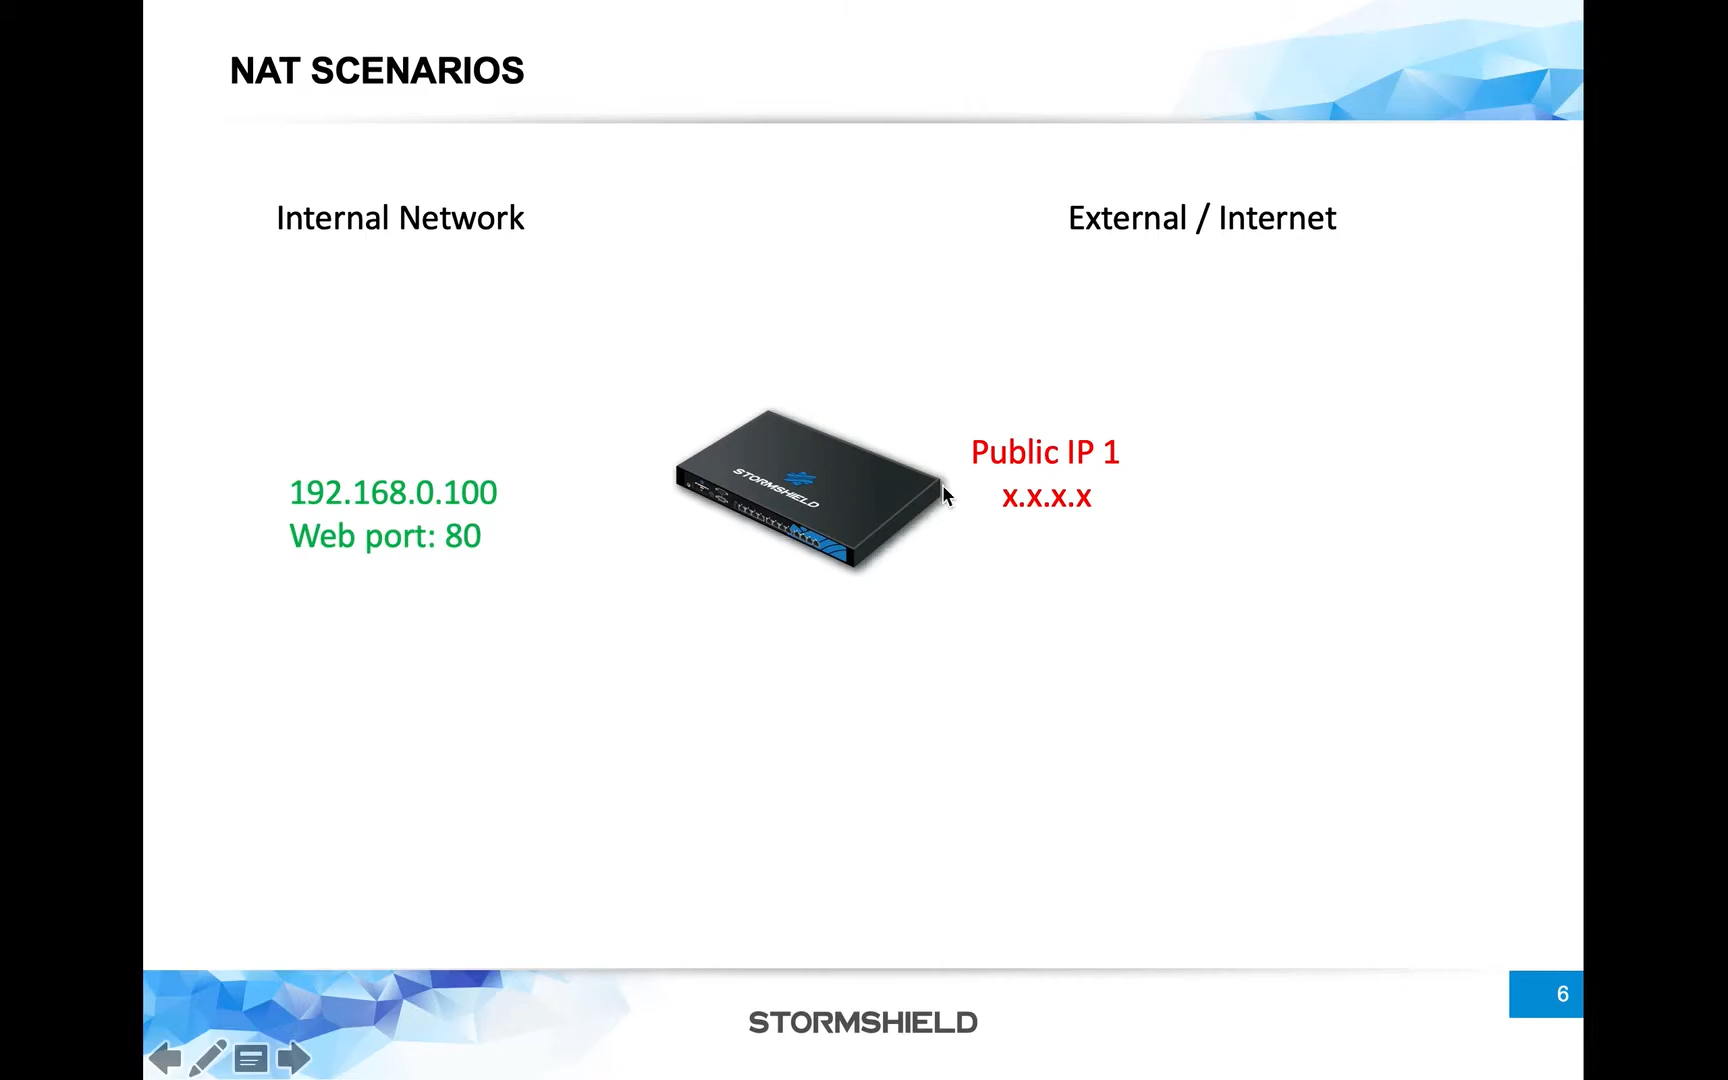 NAT SCENARIOS
Internal Network
External / Internet
Public IP 1
x.x.x.x
192.168.0.100
Web port: 80
STORMSHIELD
STORMSHIELD
6